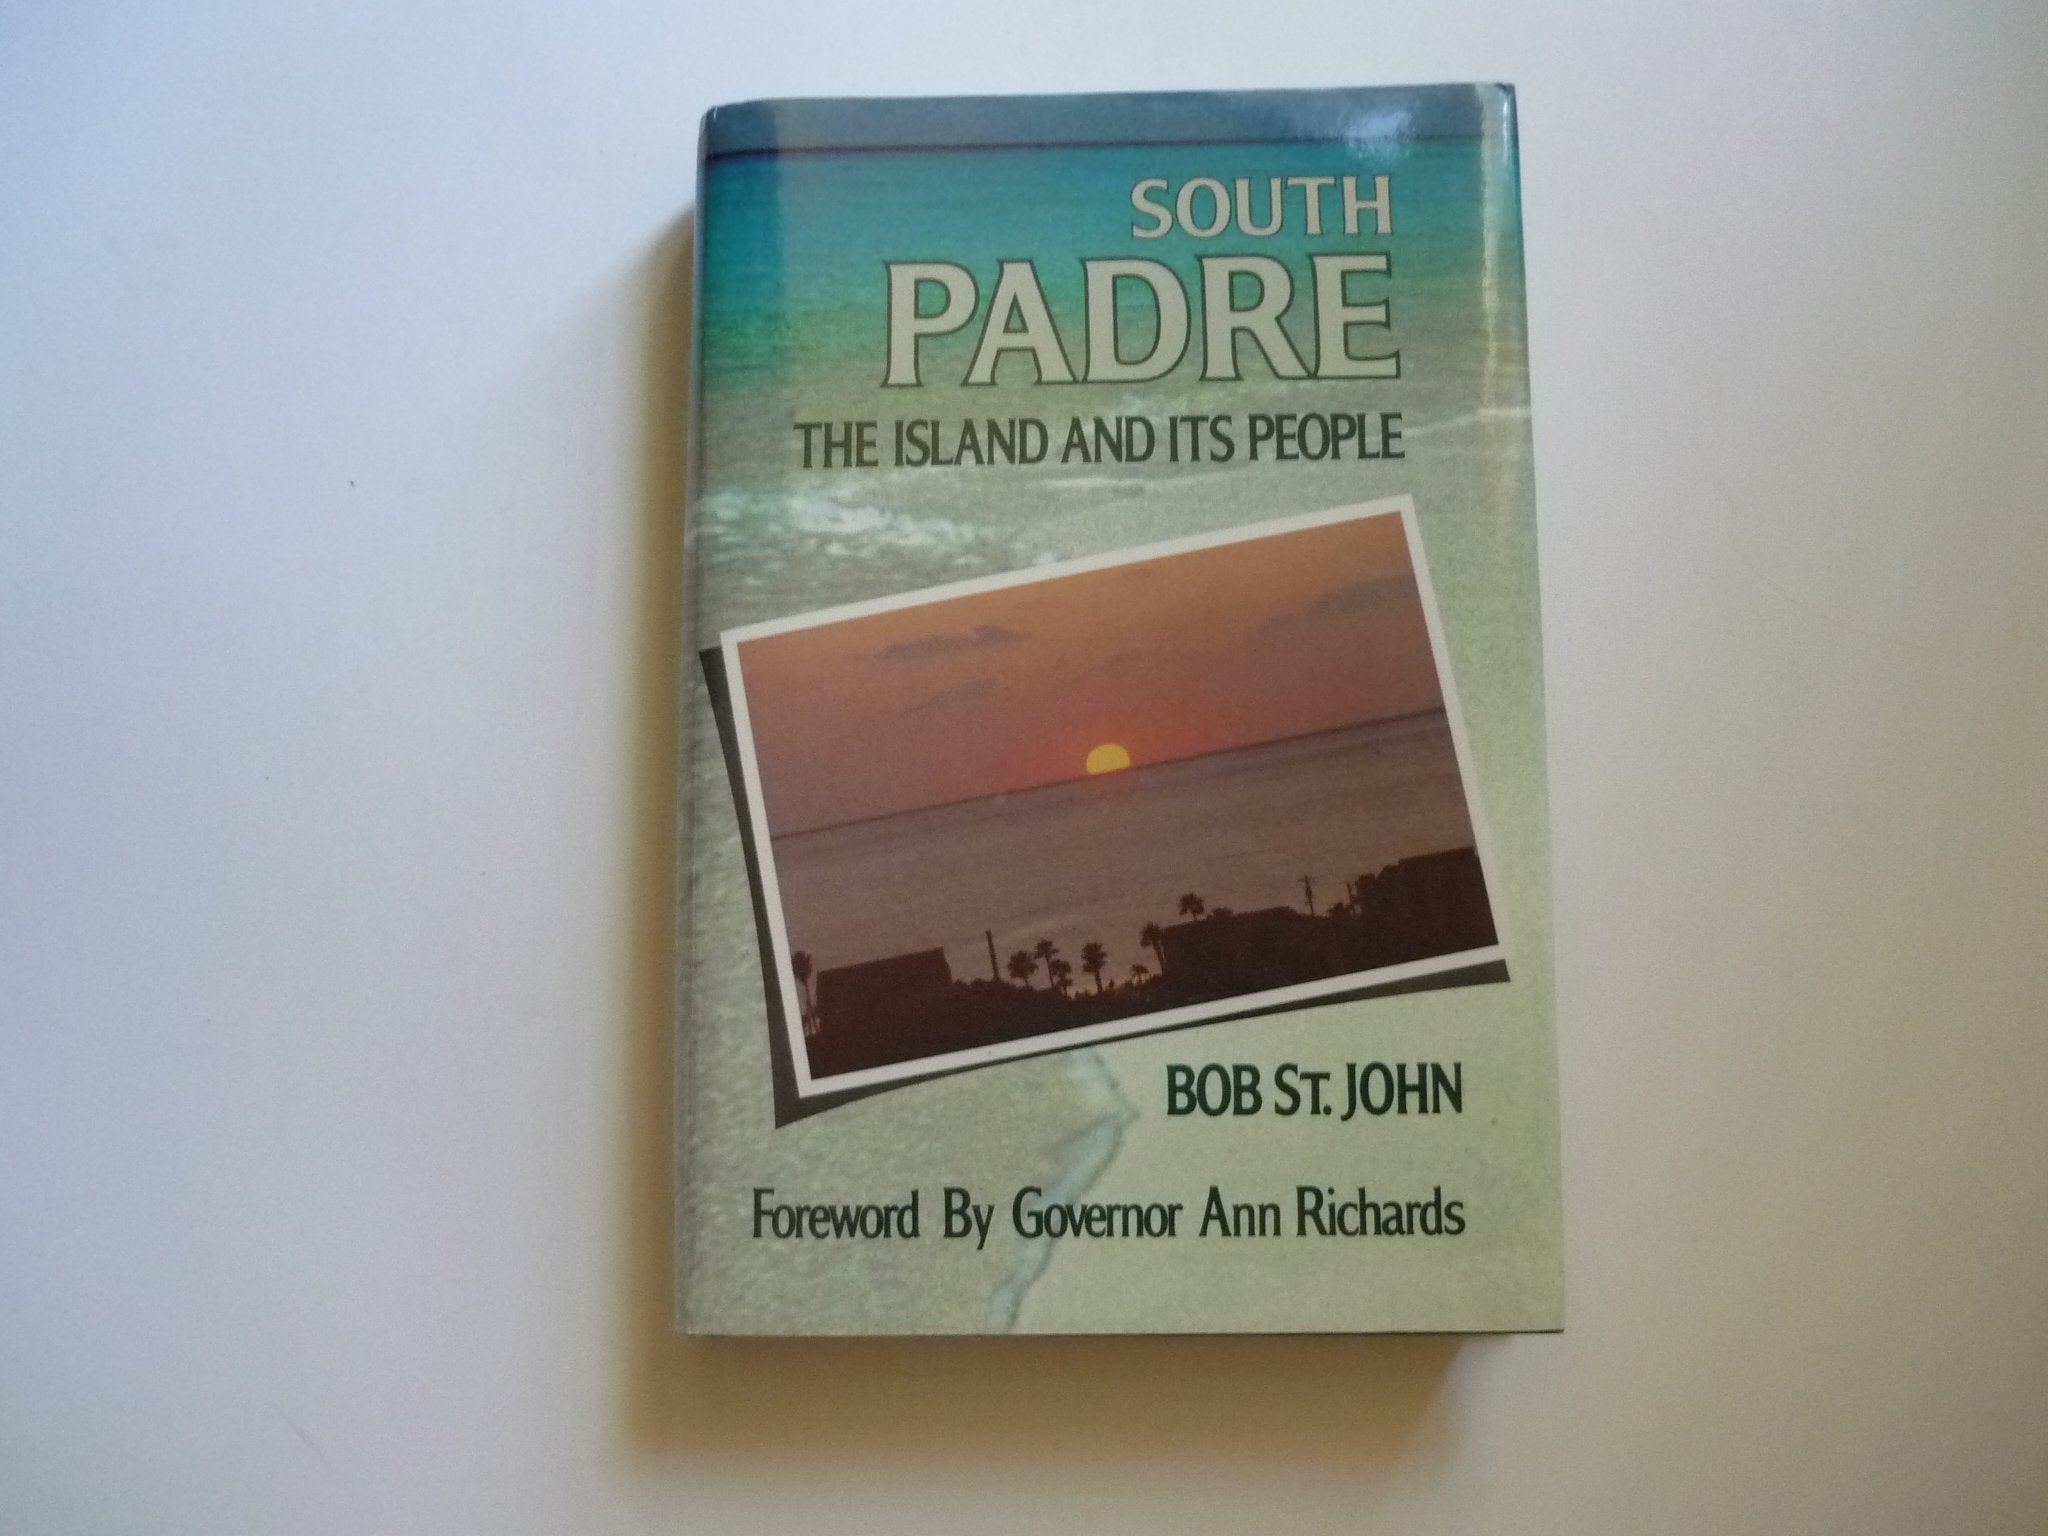 SOUTH
PADRE
THE ISLAND AND ITS PEOPLE
BOB ST. JOHN
Foreword By Governor Ann Richards